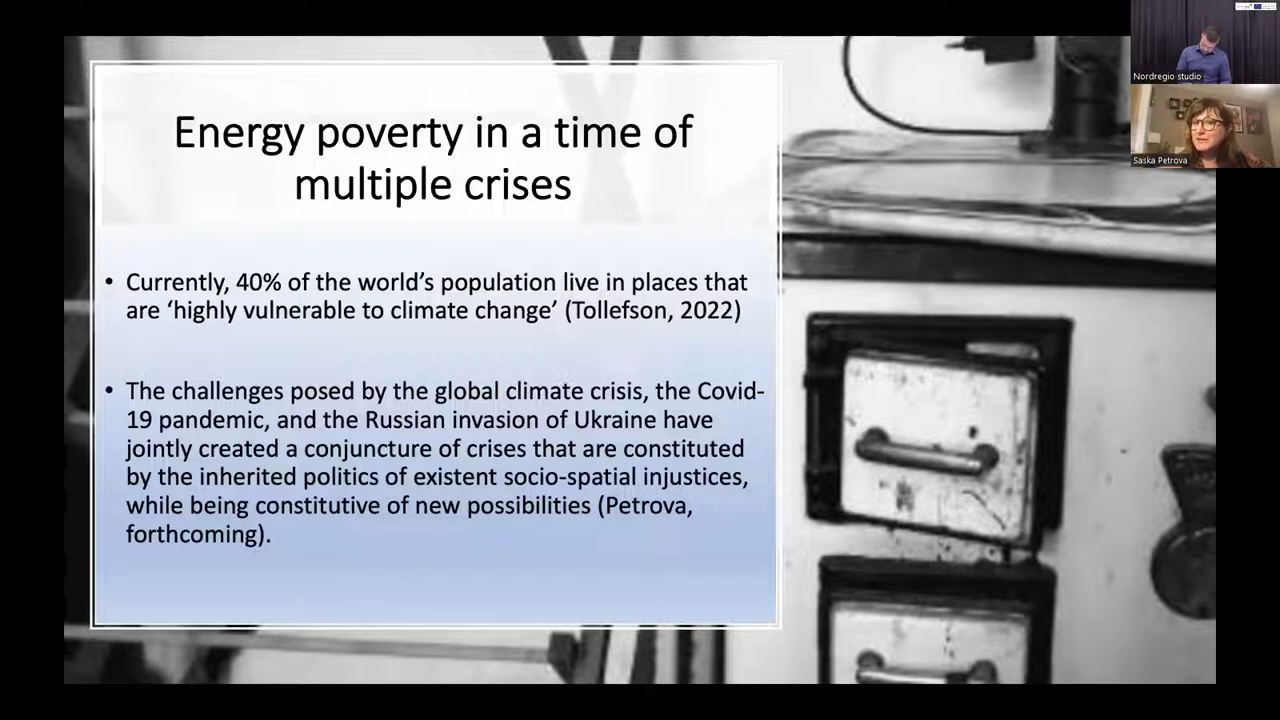 Energy poverty in a time of
multiple crises
• Currently, 40% of the world’s population live in places that
are ‘highly vulnerable to climate change’ (Tollefson, 2022)
• The challenges posed by the global climate crisis, the Covid-
19 pandemic, and the Russian invasion of Ukraine have
jointly created a conjuncture of crises that are constituted
by the inherited politics of existent socio-spatial injustices,
while being constitutive of new possibilities (Petrova,
forthcoming).
Nordregio studio
Saska Petrova